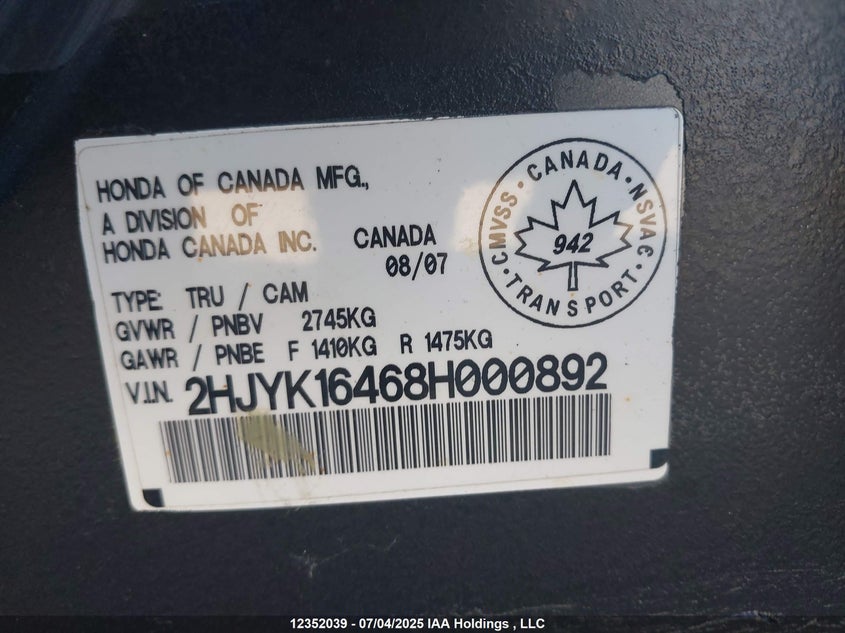 HONDA OF CANADA MFG.,
A DIVISION OF
HONDA CANADA INC.
CANADA
08/07
TYPE: TRU / CAM
GVWR / PNBV 2745KG
GAWR / PNBE F 1410KG R 1475KG
V.I.N. 2HJYK16468H000892
CANADA
CMVSS
NSVAC
942
TRANSPORT
12352039 - 07/04/2025 IAA Holdings , LLC